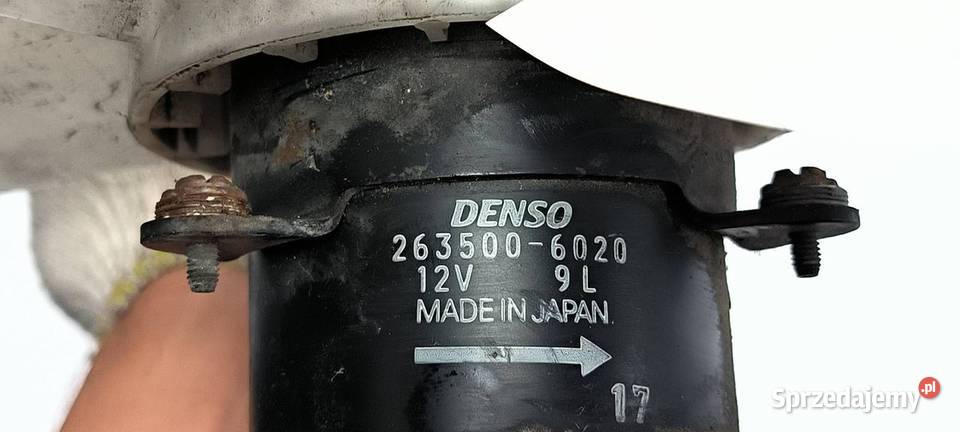 DENSO
263500-6020
12V 9L
MADE IN JAPAN
17
Sprzedajemy.pl